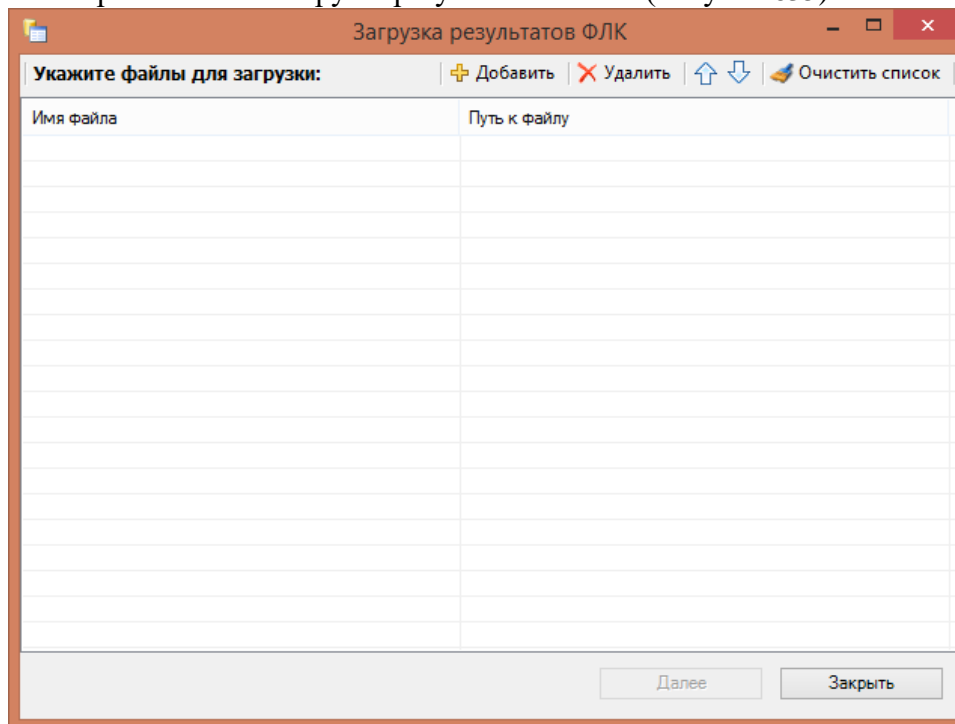 Загрузка результатов ФЛК
Укажите файлы для загрузки: Добавить Удалить Очистить список
Имя файла Путь к файлу
Далее Закрыть